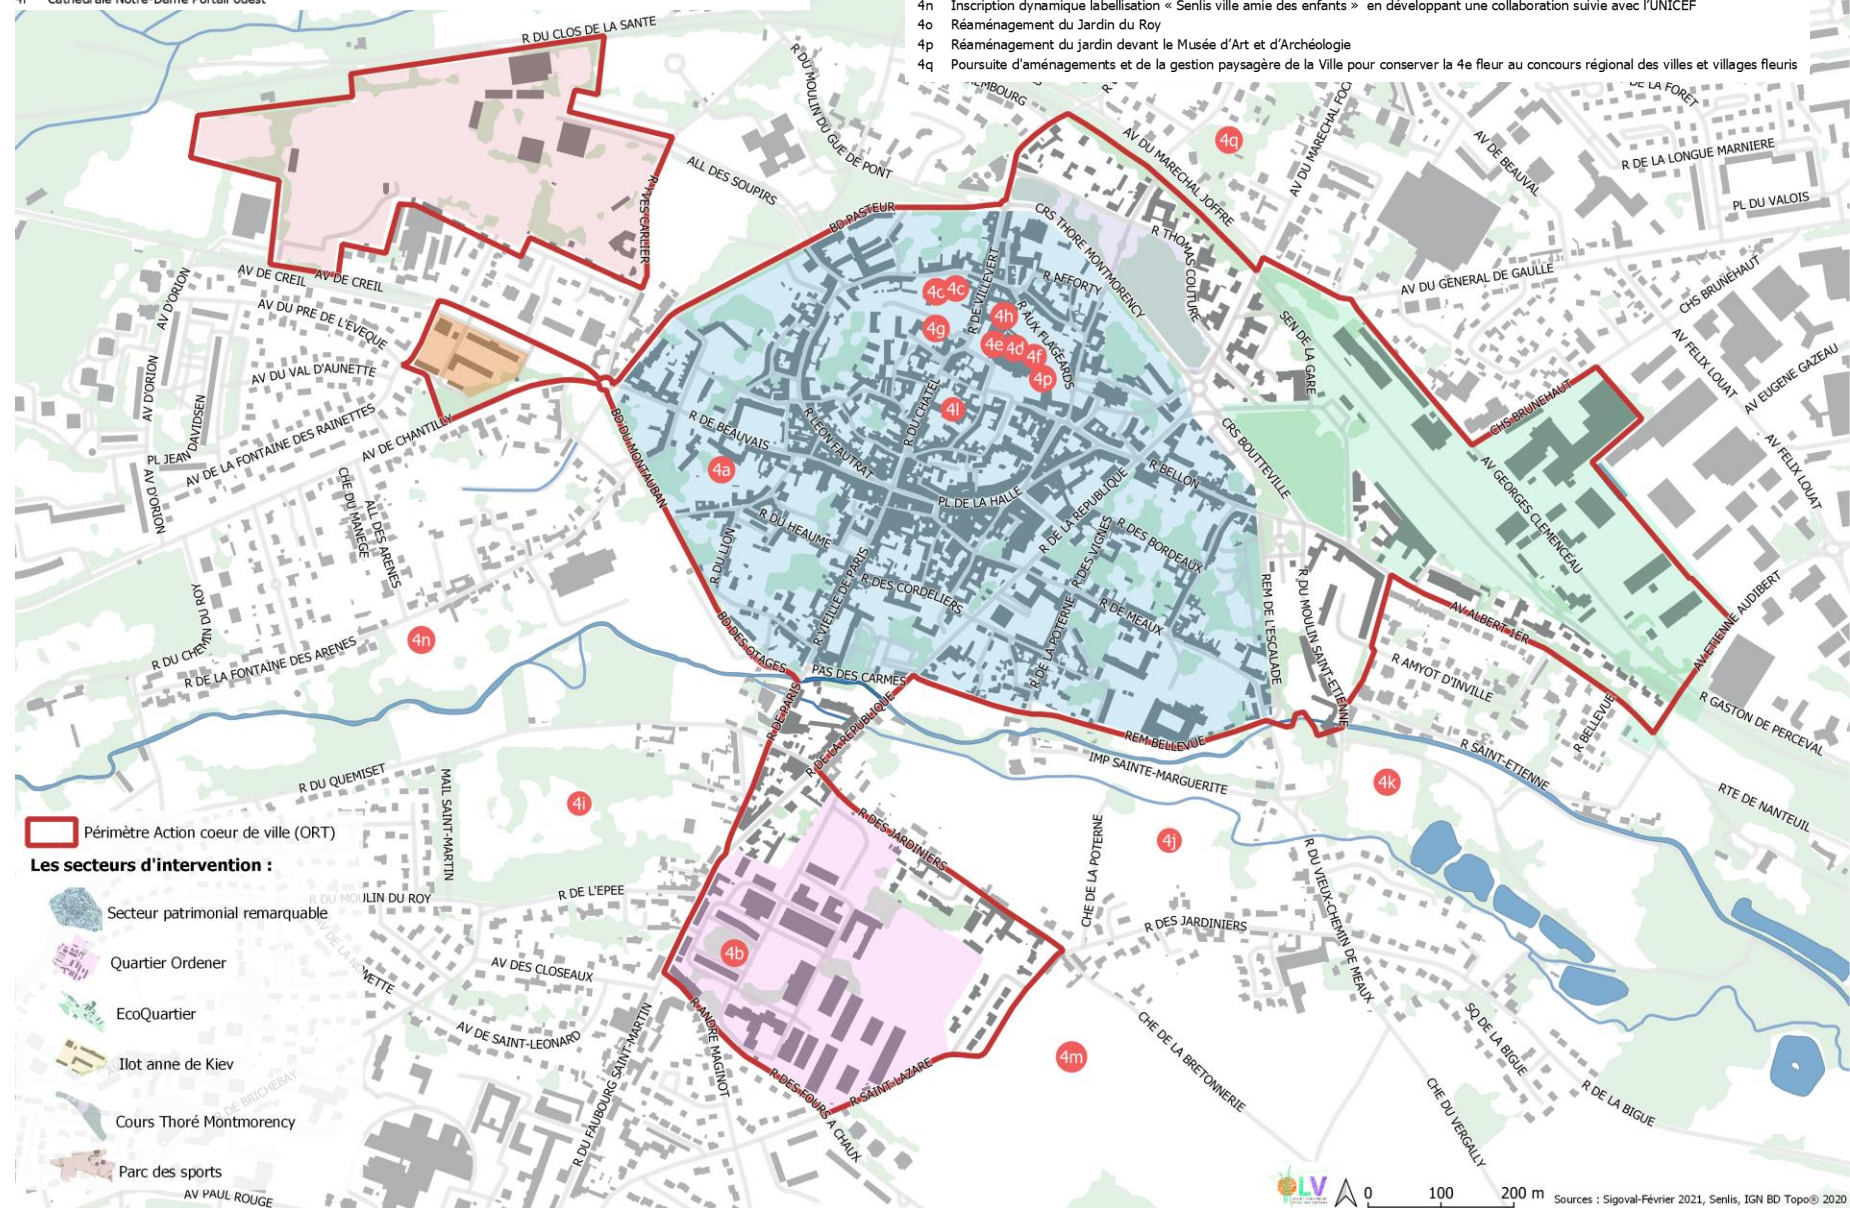 Cathédrale Notre-Dame Portail ouest
4n Inscription dynamique labellisation « Senlis ville amie des enfants » en développant une collaboration suivie avec l'UNICEF
4o Réaménagement du Jardin du Roy
4p Réaménagement du jardin devant le Musée d'Art et d'Archéologie
4q Poursuite d'aménagements et de la gestion paysagère de la Ville pour conserver la 4e fleur au concours régional des villes et villages fleuris
R DU CLOS DE LA SANTE
R DU MOULIN DU GUE DE PONT
DE LA FORET
AV DU MARECHAL FOCH
AV DE BEAUVAL
R DE LA LONGUE MARNIERE
PL DU VALOIS
4q
AV DU MARECHAL JOFFRE
ALL DES SOUPIRS
R YVES CARLIER
BD PASTEUR
CRS THORE MONTMORENCY
R THOMAS COUTURE
AV DU GENERAL DE GAULLE
CHS BRUNEHAUT
AV DE CREIL
AV DE CREIL
AV D'ORION
AV DU PRE DE L'EVEQUE
R DE VILLEVERT
R AFFORTY
R AUX FLAGEARDS
4c
4h
4g
4e
4d
4f
4p
4l
SEN DE LA GARE
AV FELIX LOUAT
AV EUGENE GAZEAU
AV DU VAL D'AUNETTE
AV D'ORION
PL JEAN DAVIDSEN
AV DE LA FONTAINE DES RAINETTES
AV DE CHANTILLY
BD DU MONTAUBAN
R DE BEAUVAIS
R LEON FAUTRAT
R DU CHATEL
CHS BRUNEHAUT
CRS BOUTTEVILLE
AV GEORGES CLEMENCEAU
AV FELIX LOUAT
AV D'ORION
CHE DU MANEGE
ALL DES ARENES
4a
PL DE LA HALLE
R BELLON
R DE LA REPUBLIQUE
R DU HEAUME
R DU LION
R DES VIGNES
R DES BORDEAUX
R VIEILLE DE PARIS
R DES CORDELIERS
R DE LA POTERNE
R DE MEAUX
REM DE L'ESCALADE
R DU MOULIN SAINT-ETIENNE
AV ALBERT 1ER
AV ETIENNE AUDIBERT
R AMYOT D'INVILLE
R BELLEVUE
R GASTON DE PERCEVAL
4n
R DU CHEMIN DU ROY
R DE LA FONTAINE DES ARENES
BD DES OTAGES
PAS DES CARMES
R DE PARIS
R DE LA REPUBLIQUE
REM BELLEVUE
IMP SAINTE-MARGUERITE
R SAINT-ETIENNE
RTE DE NANTEUIL
4k
R DU QUEMISET
MAIL SAINT-MARTIN
4i
R DES JARDINIERS
CHE DE LA POTERNE
4j
R DU VIEUX-CHEMIN DE MEAUX
R DES JARDINIERS
R DU MOULIN DU ROY
R DE L'EPEE
AV DE LA NONETTE
AV DES CLOSEAUX
4b
AV DE SAINT-LEONARD
R DU FAUBOURG SAINT-MARTIN
R ANDRE MAGINOT
R DES FOURS A CHAUX
R SAINT-LAZARE
4m
CHE DE LA BRETONNERIE
SQ DE LA BIGUE
R DE LA BIGUE
CHE DU VERGALLY
DE BRICHEBAY
AV PAUL ROUGE
Périmètre Action coeur de ville (ORT)
Les secteurs d'intervention :
Secteur patrimonial remarquable
Quartier Ordener
EcoQuartier
Ilot anne de Kiev
Cours Thoré Montmorency
Parc des sports
LV
0 100 200 m
Sources : Sigoval-Février 2021, Senlis, IGN BD Topo® 2020